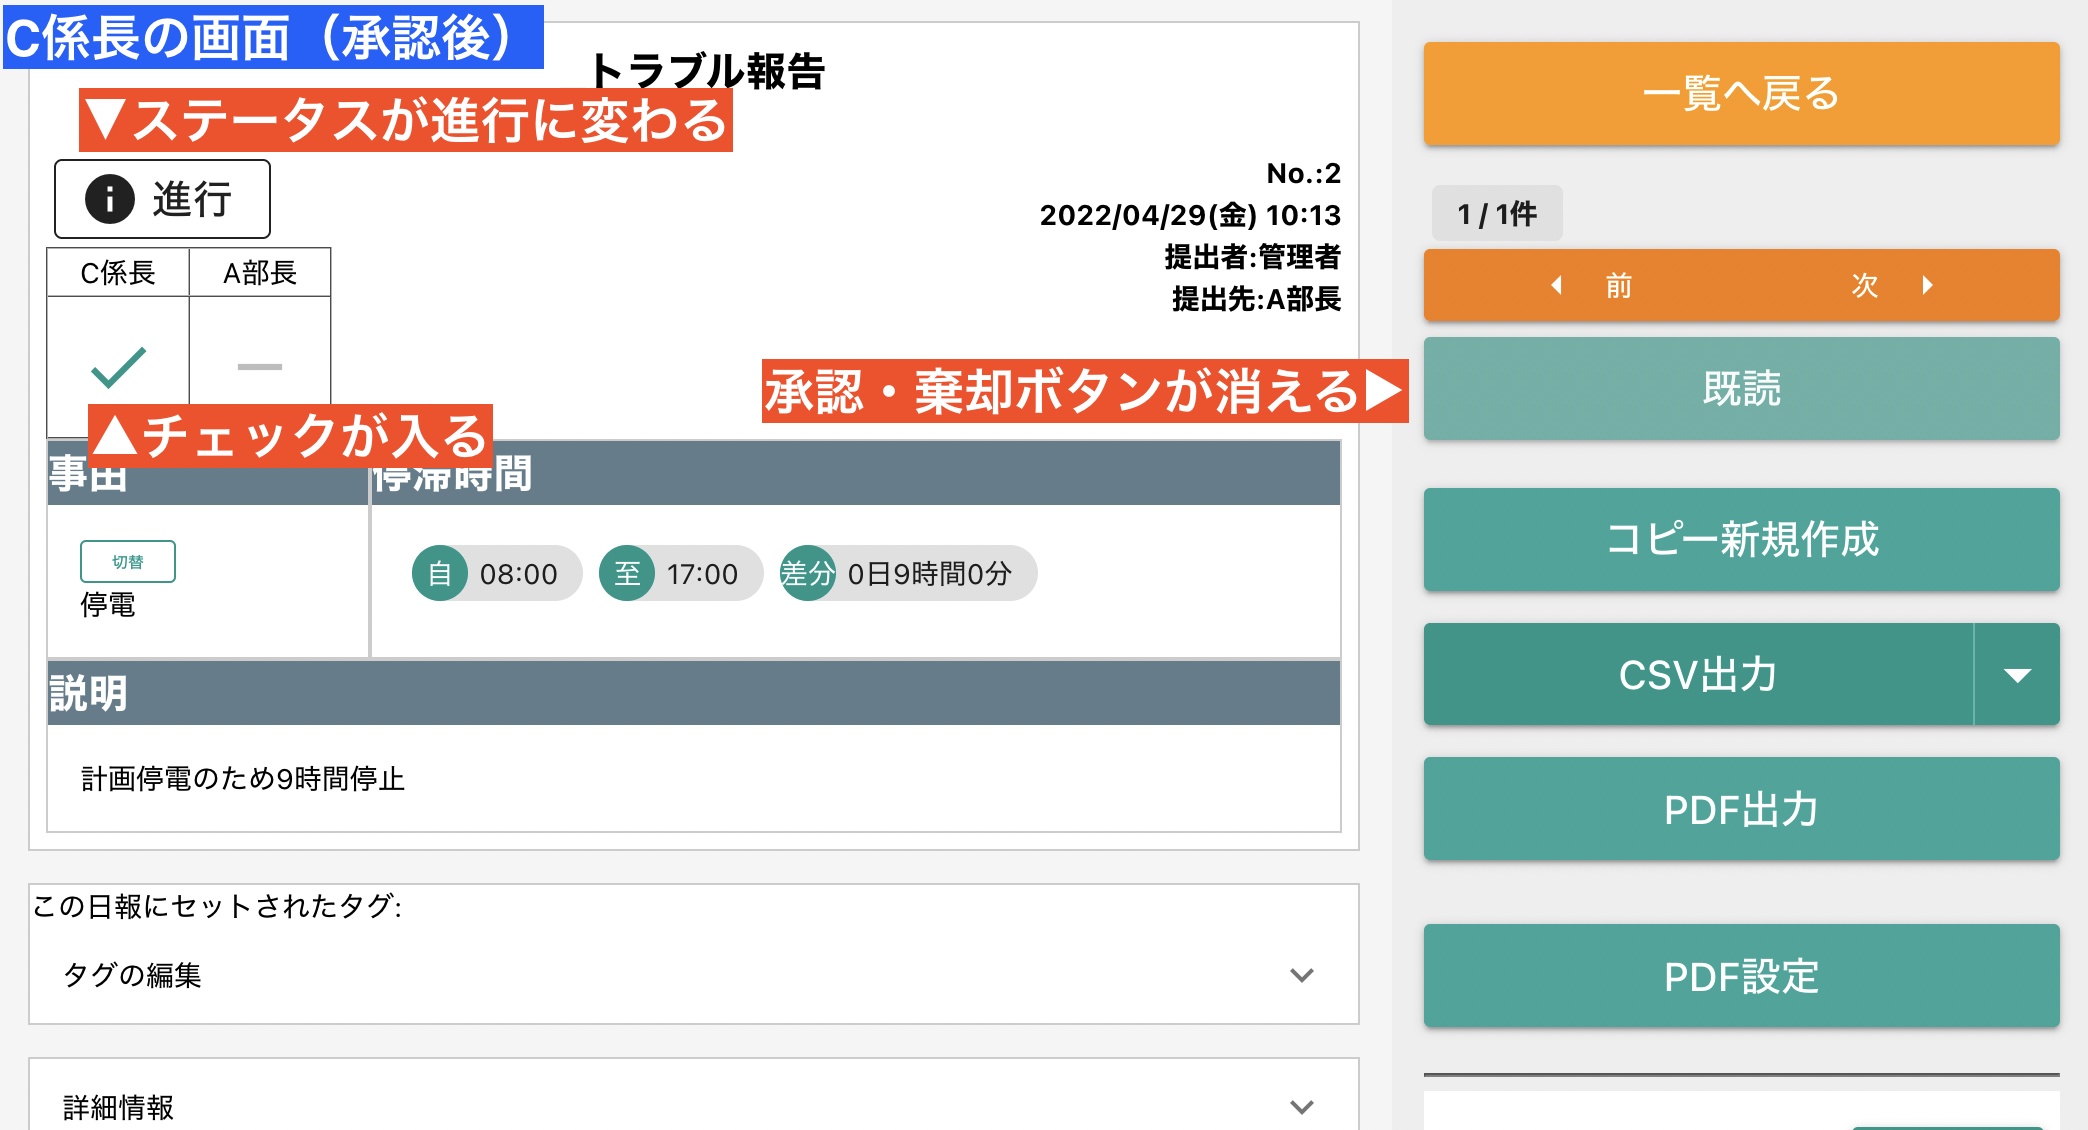 C係長の画面（承認後）
トラブル報告
▼ステータスが進行に変わる
進行
No.:2
2022/04/29(金) 10:13
提出者:管理者
提出先:A部長
C係長 A部長
承認・棄却ボタンが消える▶
▲チェックが入る
事由 停滞時間
切替
停電
自 08:00 至 17:00 差分 0日9時間0分
説明
計画停電のため9時間停止
この日報にセットされたタグ:
タグの編集
詳細情報
一覧へ戻る
1 / 1件
前 次
既読
コピー新規作成
CSV出力
PDF出力
PDF設定